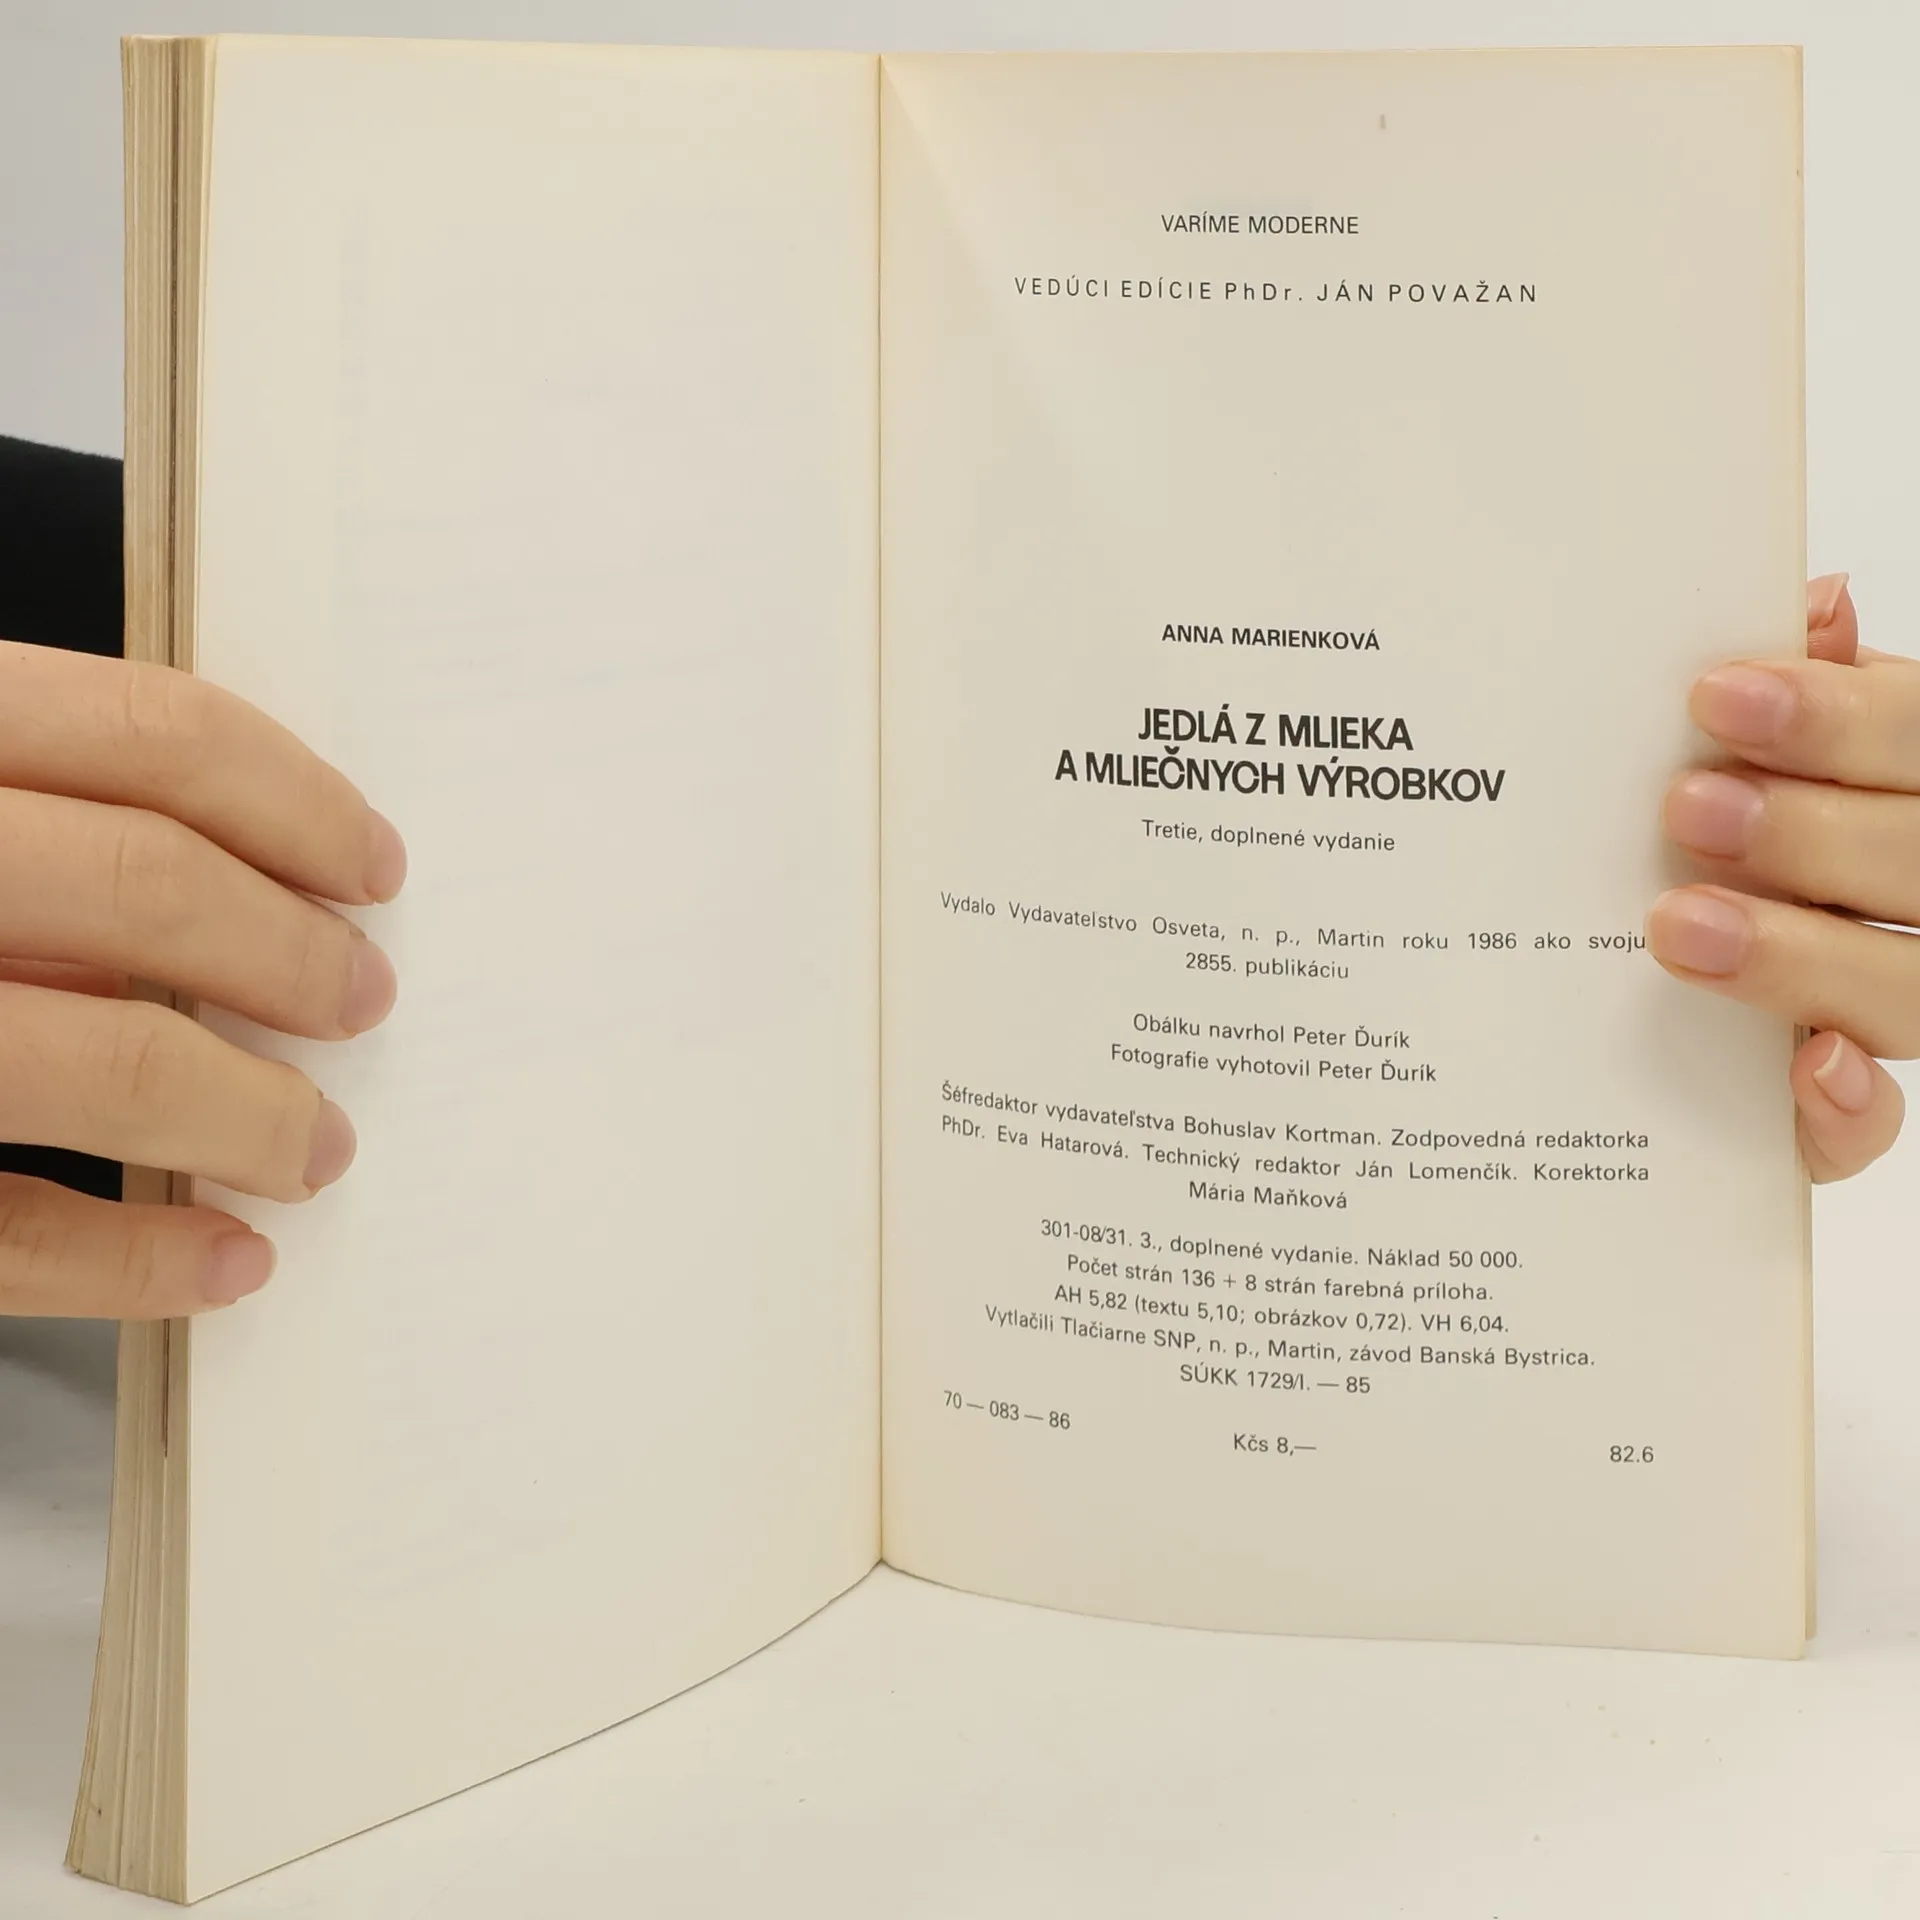 VARÍME MODERNE
VEDÚCI EDÍCIE PhDr. JÁN POVAŽAN
ANNA MARIENKOVÁ
JEDLÁ Z MLIEKA
A MLIEČNYCH VÝROBKOV
Tretie, doplnené vydanie
Vydalo Vydavateľstvo Osveta, n. p., Martin roku 1986 ako svoju
2855. publikáciu
Obálku navrhol Peter Ďurík
Fotografie vyhotovil Peter Ďurík
Šéfredaktor vydavateľstva Bohuslav Kortman. Zodpovedná redaktorka
PhDr. Eva Hatarová. Technický redaktor Ján Lomenčík. Korektorka
Mária Maňková
301-08/31. 3., doplnené vydanie. Náklad 50 000.
Počet strán 136 + 8 strán farebná príloha.
AH 5,82 (textu 5,10; obrázkov 0,72). VH 6,04.
Vytlačili Tlačiarne SNP, n. p., Martin, závod Banská Bystrica.
SÚKK 1729/I. — 85
70 — 083 — 86
Kčs 8,—
82.6